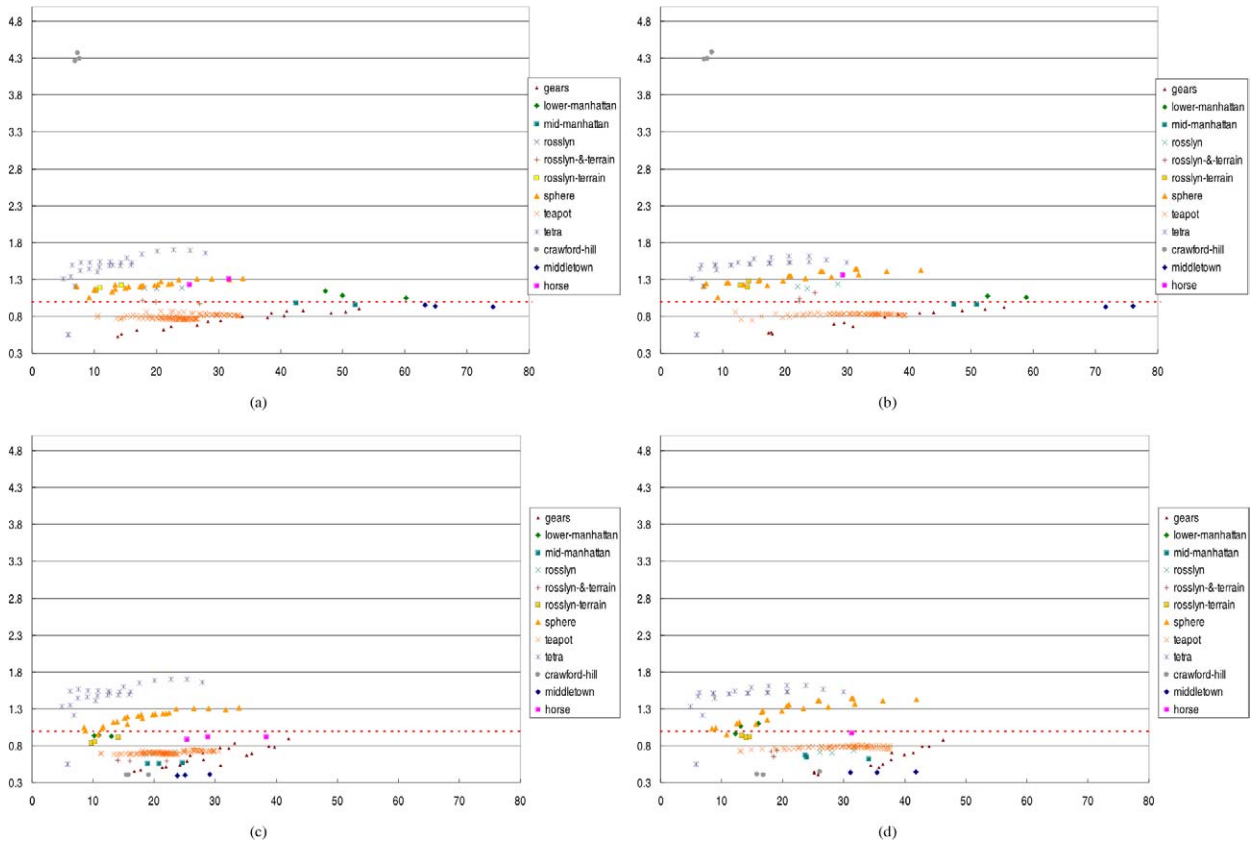 4.8
4.3
3.8
3.3
2.8
2.3
1.8
1.3
0.8
0.3
0 10 20 30 40 50 60 70 80
gears
lower-manhattan
mid-manhattan
rosslyn
rosslyn-&-terrain
rosslyn-terrain
sphere
teapot
tetra
crawford-hill
middletown
horse
(a)
4.8
4.3
3.8
3.3
2.8
2.3
1.8
1.3
0.8
0.3
0 10 20 30 40 50 60 70 80
gears
lower-manhattan
mid-manhattan
rosslyn
rosslyn-&-terrain
rosslyn-terrain
sphere
teapot
tetra
crawford-hill
middletown
horse
(b)
4.8
4.3
3.8
3.3
2.8
2.3
1.8
1.3
0.8
0.3
0 10 20 30 40 50 60 70 80
gears
lower-manhattan
mid-manhattan
rosslyn
rosslyn-&-terrain
rosslyn-terrain
sphere
teapot
tetra
crawford-hill
middletown
horse
(c)
4.8
4.3
3.8
3.3
2.8
2.3
1.8
1.3
0.8
0.3
0 10 20 30 40 50 60 70 80
gears
lower-manhattan
mid-manhattan
rosslyn
rosslyn-&-terrain
rosslyn-terrain
sphere
teapot
tetra
crawford-hill
middletown
horse
(d)